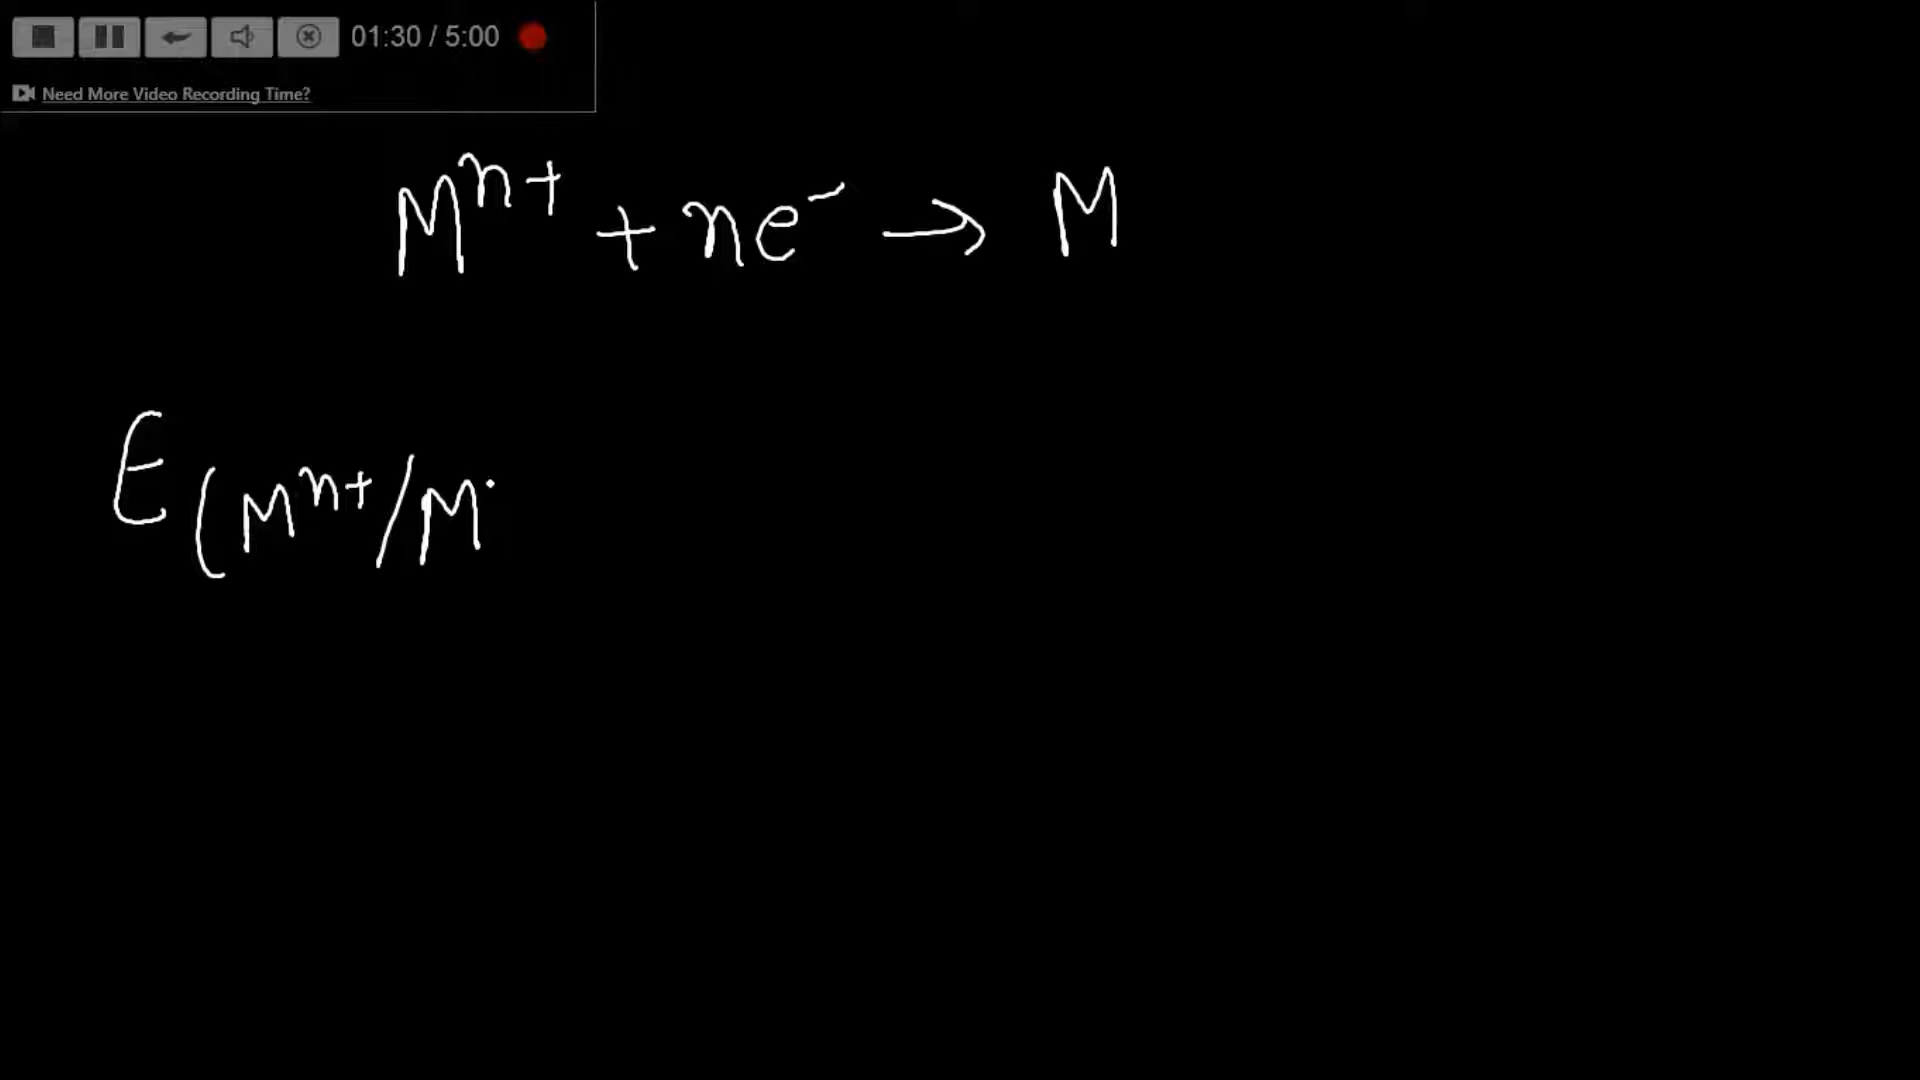 01:30 / 5:00
Need More Video Recording Time?
Mⁿ⁺ + ne⁻ → M
E(Mⁿ⁺/M